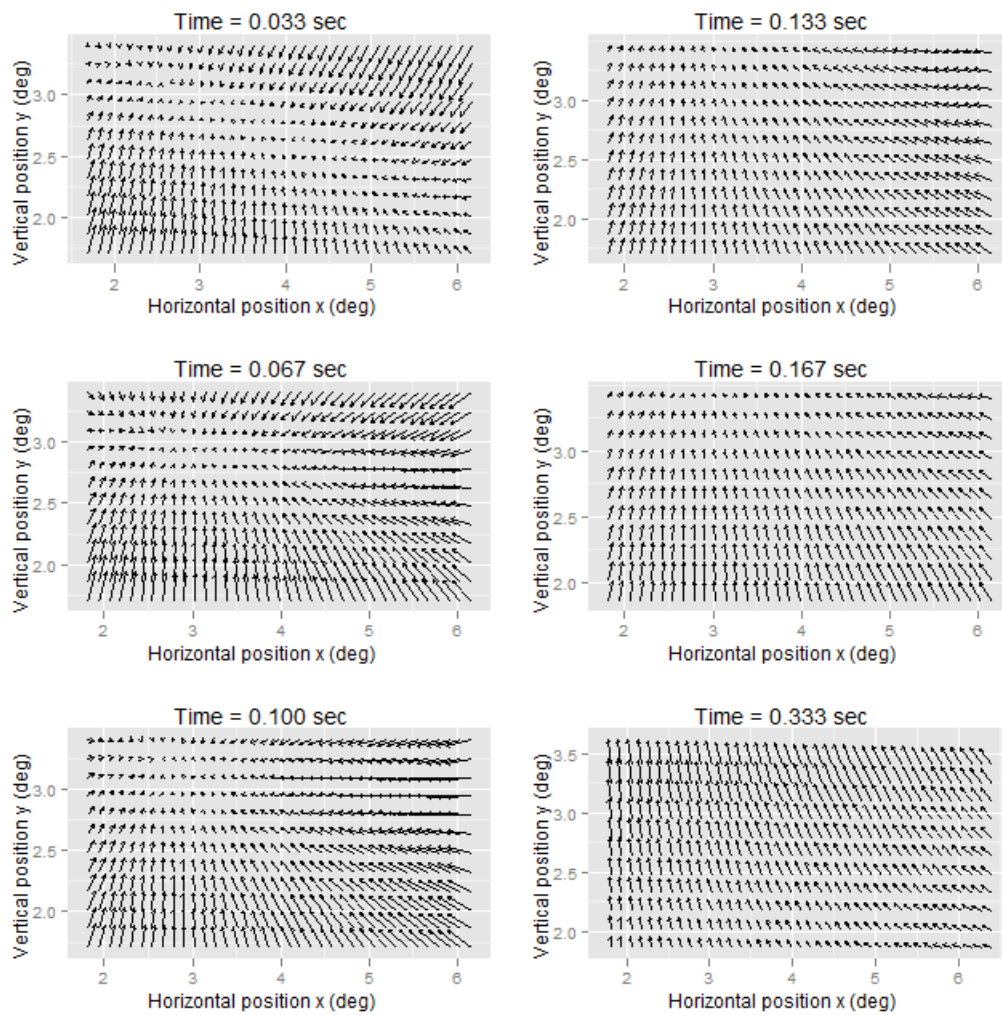 Time = 0.033 sec
Vertical position y (deg)
3.0
2.5
2.0
2 3 4 5 6
Horizontal position x (deg)
Time = 0.133 sec
Vertical position y (deg)
3.0
2.5
2.0
2 3 4 5 6
Horizontal position x (deg)
Time = 0.067 sec
Vertical position y (deg)
3.0
2.5
2.0
2 3 4 5 6
Horizontal position x (deg)
Time = 0.167 sec
Vertical position y (deg)
3.0
2.5
2.0
2 3 4 5 6
Horizontal position x (deg)
Time = 0.100 sec
Vertical position y (deg)
3.0
2.5
2.0
2 3 4 5 6
Horizontal position x (deg)
Time = 0.333 sec
Vertical position y (deg)
3.5
3.0
2.5
2.0
2 3 4 5 6
Horizontal position x (deg)